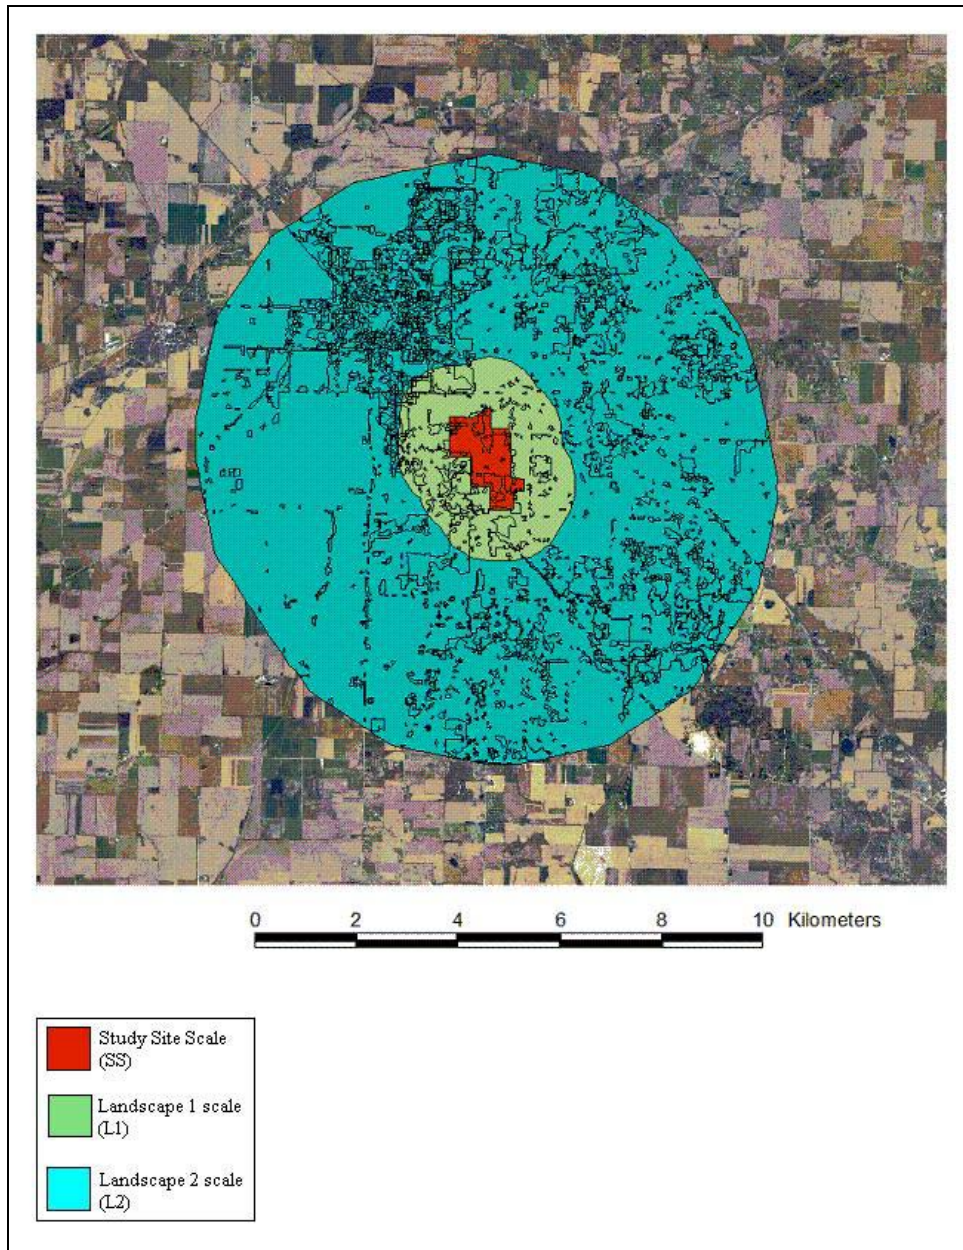 0 2 4 6 8 10 Kilometers
Study Site Scale
(SS)
Landscape 1 scale
(L1)
Landscape 2 scale
(L2)